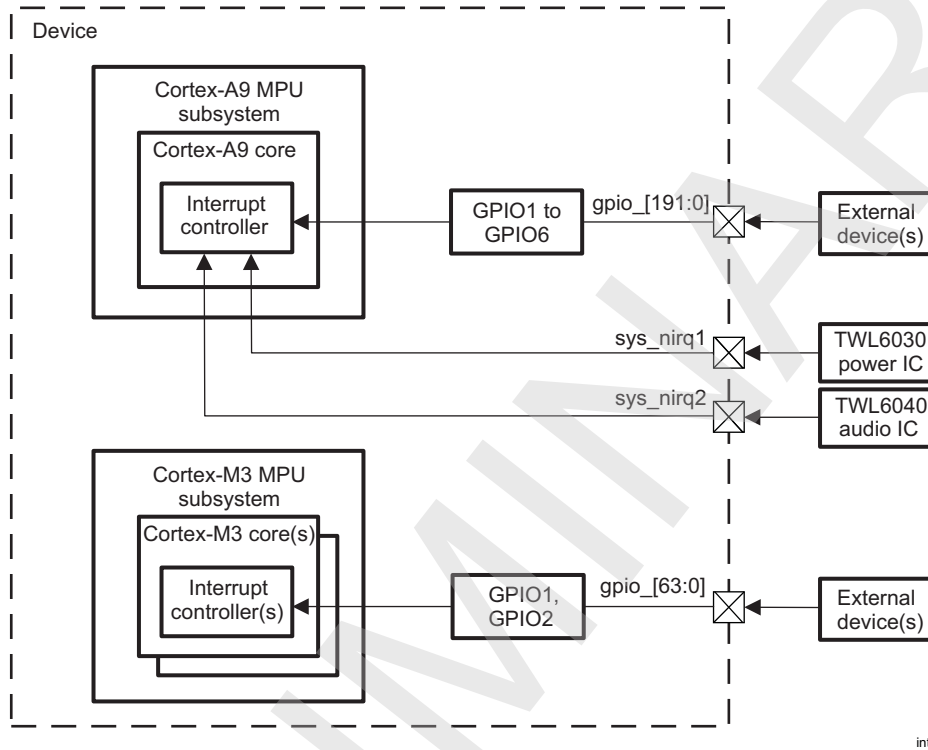 Device
Cortex-A9 MPU
subsystem
Cortex-A9 core
Interrupt
controller
GPIO1 to
GPIO6
gpio_[191:0]
External
device(s)
sys_nirq1
TWL6030
power IC
sys_nirq2
TWL6040
audio IC
Cortex-M3 MPU
subsystem
Cortex-M3 core(s)
Interrupt
controller(s)
GPIO1,
GPIO2
gpio_[63:0]
External
device(s)